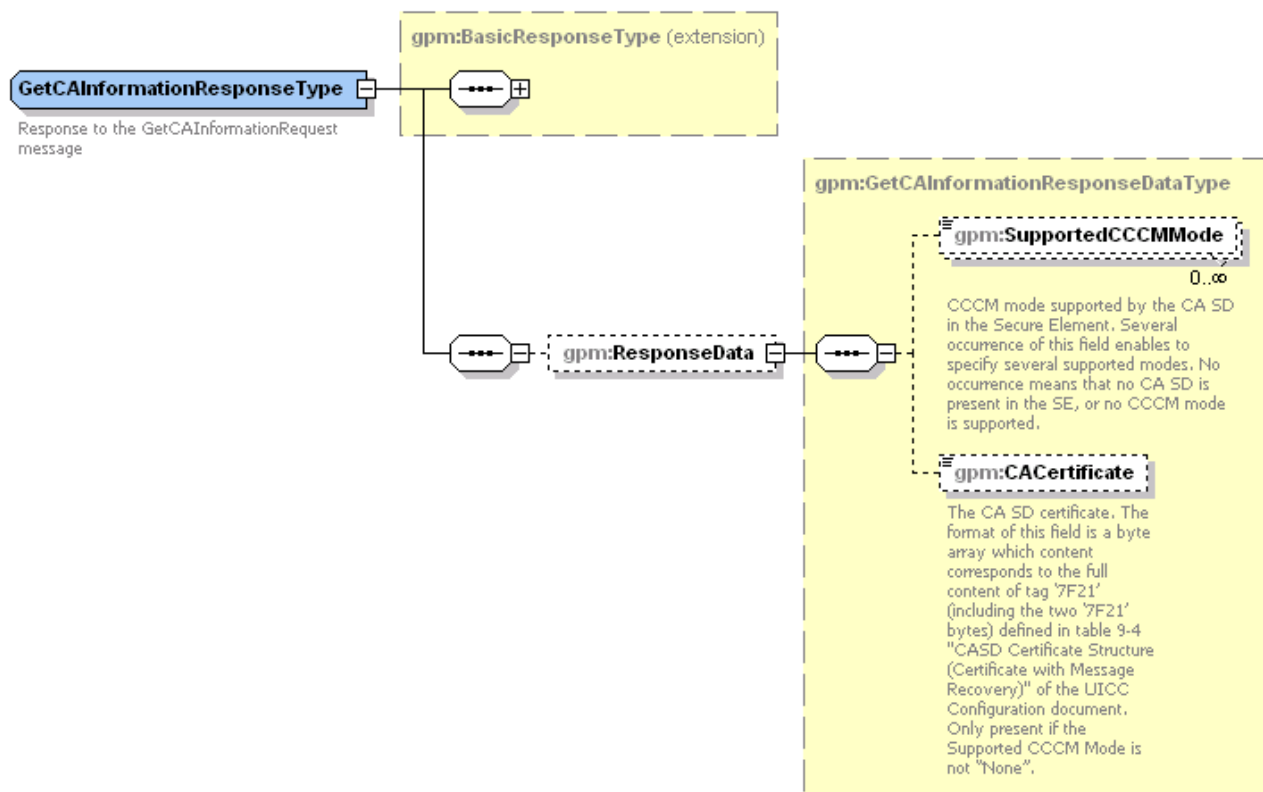 gpm:BasicResponseType (extension)
GetCAInformationResponseType
Response to the GetCAInformationRequest
message
gpm:GetCAInformationResponseDataType
gpm:SupportedCCCMMode
0..∞
CCCM mode supported by the CA SD
in the Secure Element. Several
occurrence of this field enables to
specify several supported modes. No
occurrence means that no CA SD is
present in the SE, or no CCCM mode
is supported.
gpm:ResponseData
gpm:CACertificate
The CA SD certificate. The
format of this field is a byte
array which content
corresponds to the full
content of tag '7F21'
(including the two '7F21'
bytes) defined in table 9-4
"CASD Certificate Structure
(Certificate with Message
Recovery)" of the UICC
Configuration document.
Only present if the
Supported CCCM Mode is
not "None".